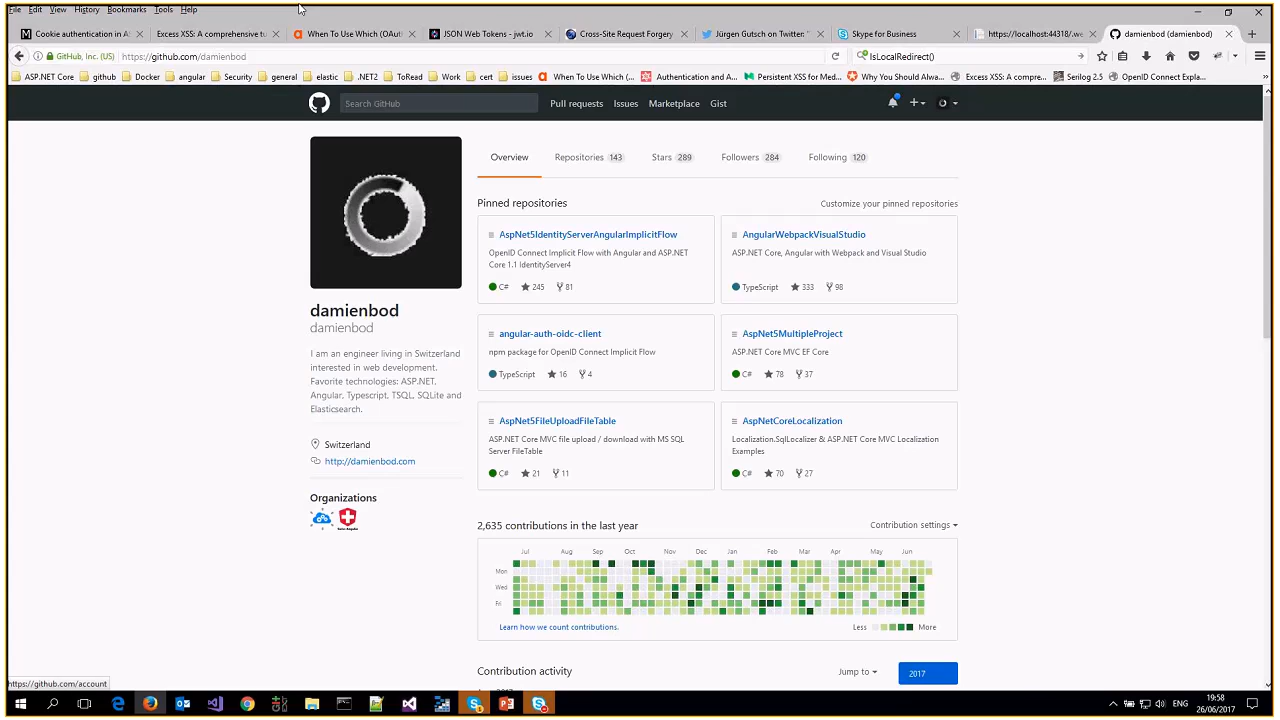 File Edit View History Bookmarks Tools Help
Cookie authentication in A
Excess XSS: A comprehensive tu
When To Use Which (OAut
JSON Web Tokens - jwt.io
Cross-Site Request Forgery
Jürgen Gutsch on Twitter "
Skype for Business
https://localhost:44318/.we
damienbod (damienbod)
GitHub, Inc. (US)
https://github.com/damienbod
IsLocalRedirect()
ASP.NET Core github Docker angular Security general elastic .NET2 ToRead Work cert issues When To Use Which (... Authentication and A... Persistent XSS for Med... Why You Should Alwa... Excess XSS: A compre... Serilog 2.5 OpenID Connect Expla...
Search GitHub
Pull requests Issues Marketplace Gist
Overview Repositories 143 Stars 289 Followers 284 Following 120
Pinned repositories
Customize your pinned repositories
AspNet5IdentityServerAngularImplicitFlow
OpenID Connect Implicit Flow with Angular and ASP.NET
Core 1.1 IdentityServer4
C# 245 81
AngularWebpackVisualStudio
ASP.NET Core, Angular with Webpack and Visual Studio
TypeScript 333 98
angular-auth-oidc-client
npm package for OpenID Connect Implicit Flow
TypeScript 16 4
AspNet5MultipleProject
ASP.NET Core MVC EF Core
C# 78 37
AspNet5FileUploadFileTable
ASP.NET Core MVC file upload / download with MS SQL
Server FileTable
C# 21 11
AspNetCoreLocalization
Localization.SqlLocalizer & ASP.NET Core MVC Localization
Examples
C# 70 27
damienbod
damienbod
I am an engineer living in Switzerland
interested in web development.
Favorite technologies: ASP.NET,
Angular, Typescript, TSQL, SQLite and
Elasticsearch.
Switzerland
http://damienbod.com
Organizations
2,635 contributions in the last year
Contribution settings
Jul Aug Sep Oct Nov Dec Jan Feb Mar Apr May Jun
Mon
Wed
Fri
Learn how we count contributions.
Less More
Contribution activity
Jump to
2017
https://github.com/account
ENG
19:58
26/06/2017